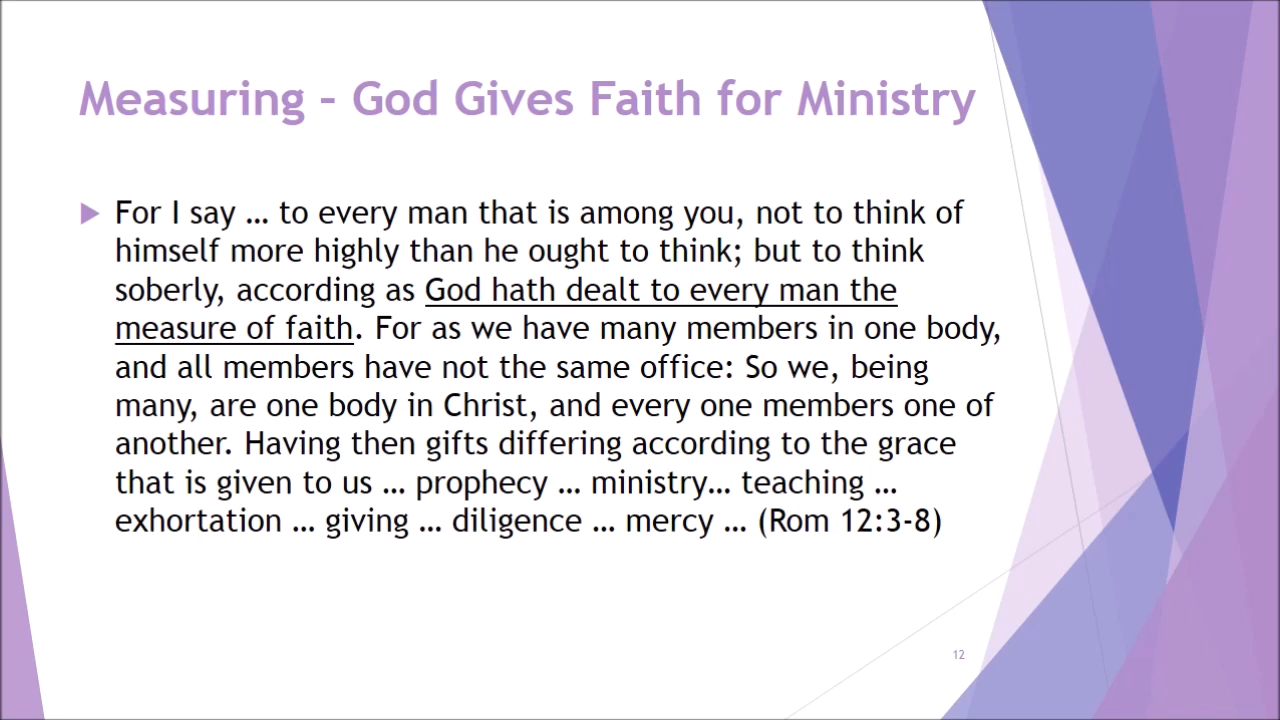 Measuring – God Gives Faith for Ministry
For I say … to every man that is among you, not to think of
himself more highly than he ought to think; but to think
soberly, according as God hath dealt to every man the
measure of faith. For as we have many members in one body,
and all members have not the same office: So we, being
many, are one body in Christ, and every one members one of
another. Having then gifts differing according to the grace
that is given to us … prophecy … ministry… teaching …
exhortation … giving … diligence … mercy … (Rom 12:3-8)
12